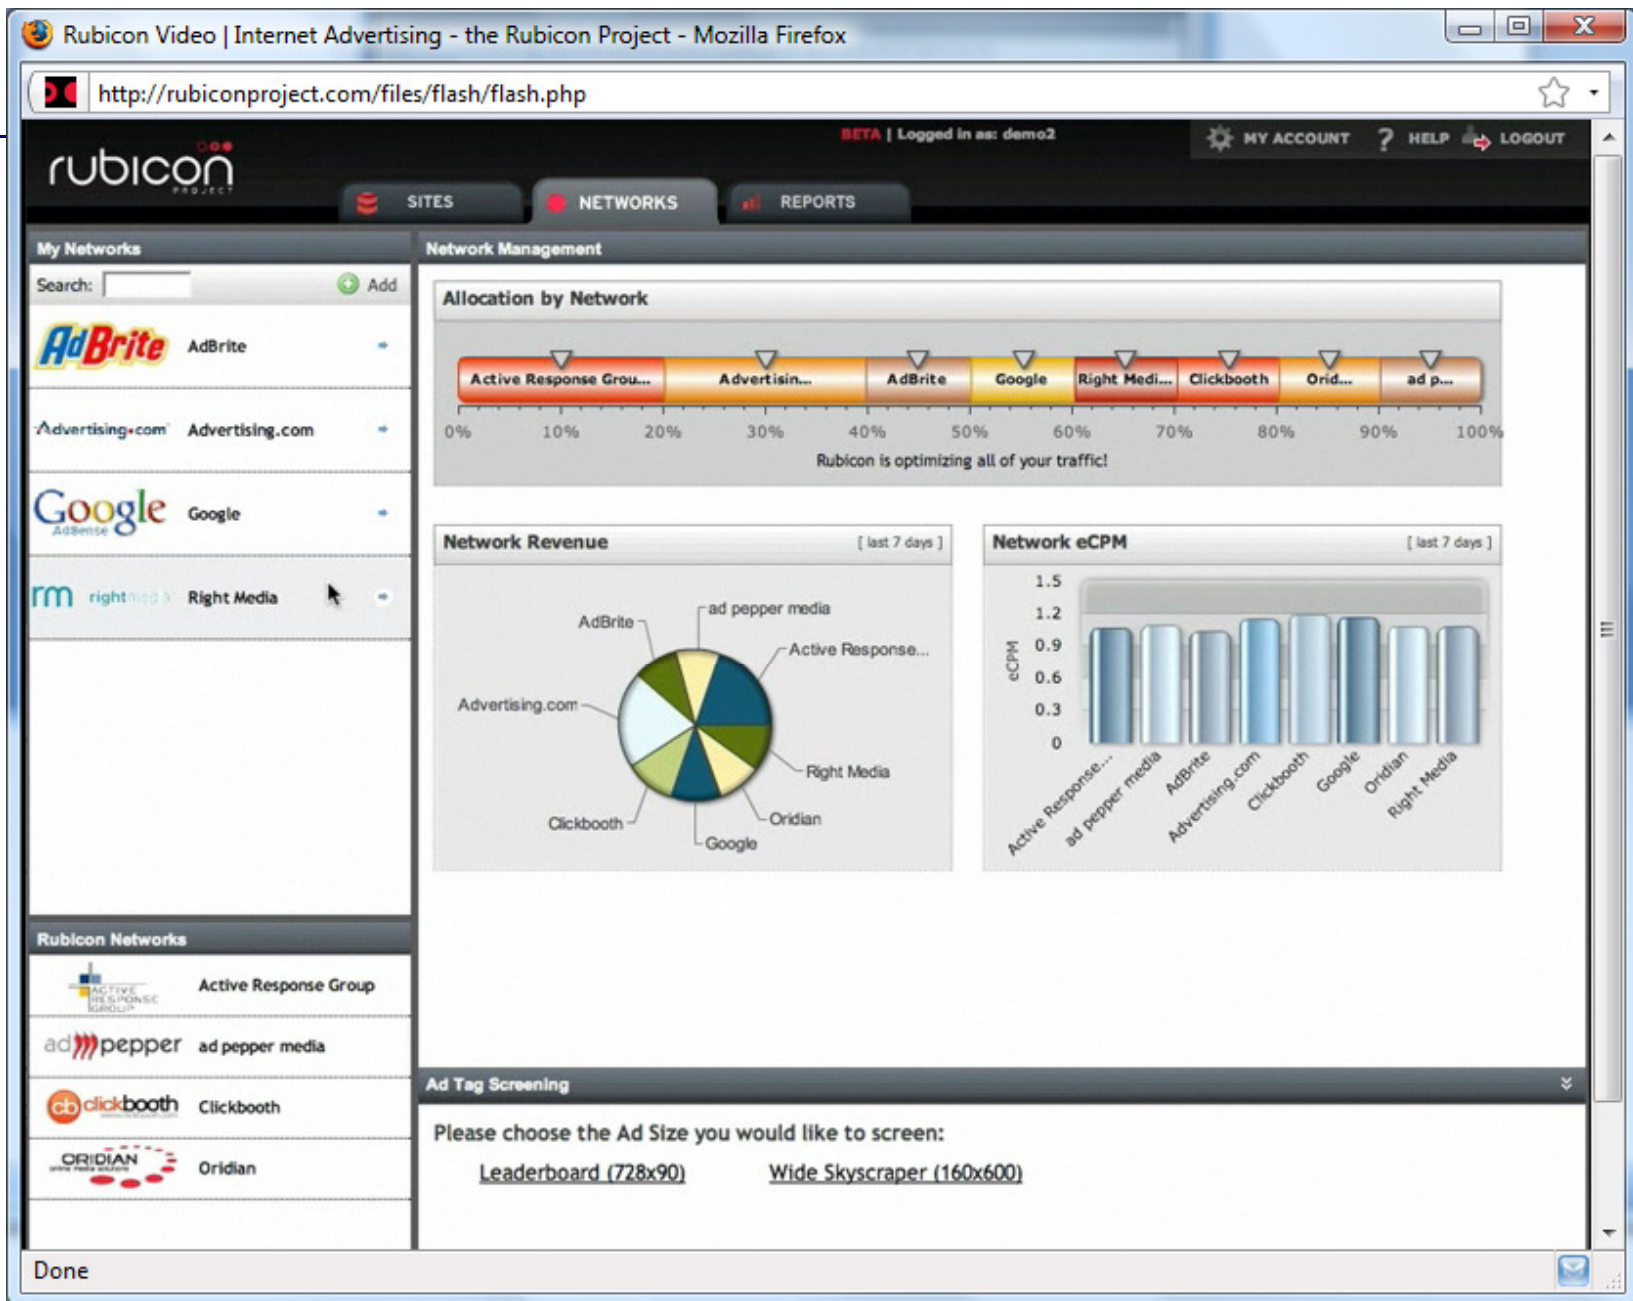 Rubicon Video | Internet Advertising - the Rubicon Project - Mozilla Firefox
http://rubiconproject.com/files/flash/flash.php
rubicon
PROJECT
BETA | Logged in as: demo2
MY ACCOUNT
? HELP
LOGOUT
SITES
NETWORKS
REPORTS
My Networks
Search:
Add
AdBrite AdBrite
Advertising.com Advertising.com
Google
AdSense
Google
rm rightmedia Right Media
Network Management
Allocation by Network
Active Response Grou... Advertisin... AdBrite Google Right Medi... Clickbooth Orid... ad p...
0% 10% 20% 30% 40% 50% 60% 70% 80% 90% 100%
Rubicon is optimizing all of your traffic!
Network Revenue [ last 7 days ]
ad pepper media
AdBrite
Active Response...
Advertising.com
Right Media
Oridian
Clickbooth
Google
Network eCPM [ last 7 days ]
eCPM
1.5
1.2
0.9
0.6
0.3
0
Active Response...
ad pepper media
AdBrite
Advertising.com
Clickbooth
Google
Oridian
Right Media
Rubicon Networks
ACTIVE
RESPONSE
GROUP
Active Response Group
ad pepper ad pepper media
cb clickbooth Clickbooth
ORIDIAN
Oridian
Ad Tag Screening
Please choose the Ad Size you would like to screen:
Leaderboard (728x90) Wide Skyscraper (160x600)
Done